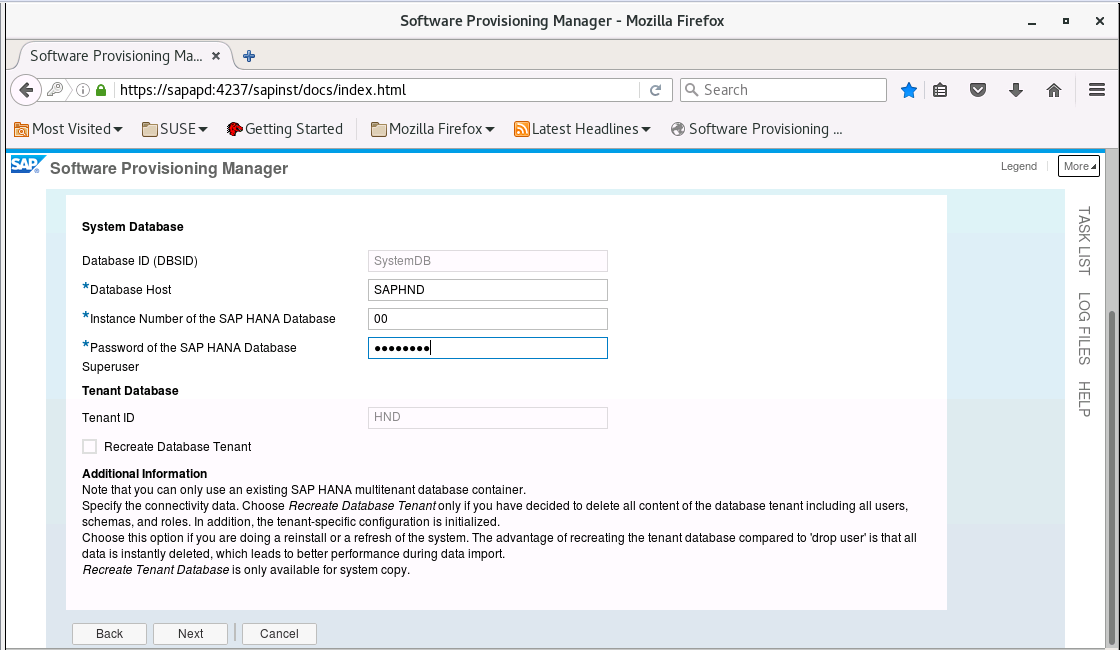 Software Provisioning Manager - Mozilla Firefox
Software Provisioning Ma...
https://sapapd:4237/sapinst/docs/index.html
Search
Most Visited
SUSE
Getting Started
Mozilla Firefox
Latest Headlines
Software Provisioning ...
SAP
Software Provisioning Manager
Legend
More
System Database
Database ID (DBSID)
SystemDB
*Database Host
SAPHND
*Instance Number of the SAP HANA Database
00
*Password of the SAP HANA Database
Superuser
••••••••
Tenant Database
Tenant ID
HND
Recreate Database Tenant
Additional Information
Note that you can only use an existing SAP HANA multitenant database container.
Specify the connectivity data. Choose Recreate Database Tenant only if you have decided to delete all content of the database tenant including all users,
schemas, and roles. In addition, the tenant-specific configuration is initialized.
Choose this option if you are doing a reinstall or a refresh of the system. The advantage of recreating the tenant database compared to 'drop user' is that all
data is instantly deleted, which leads to better performance during data import.
Recreate Tenant Database is only available for system copy.
Back
Next
Cancel
TASK LIST
LOG FILES
HELP